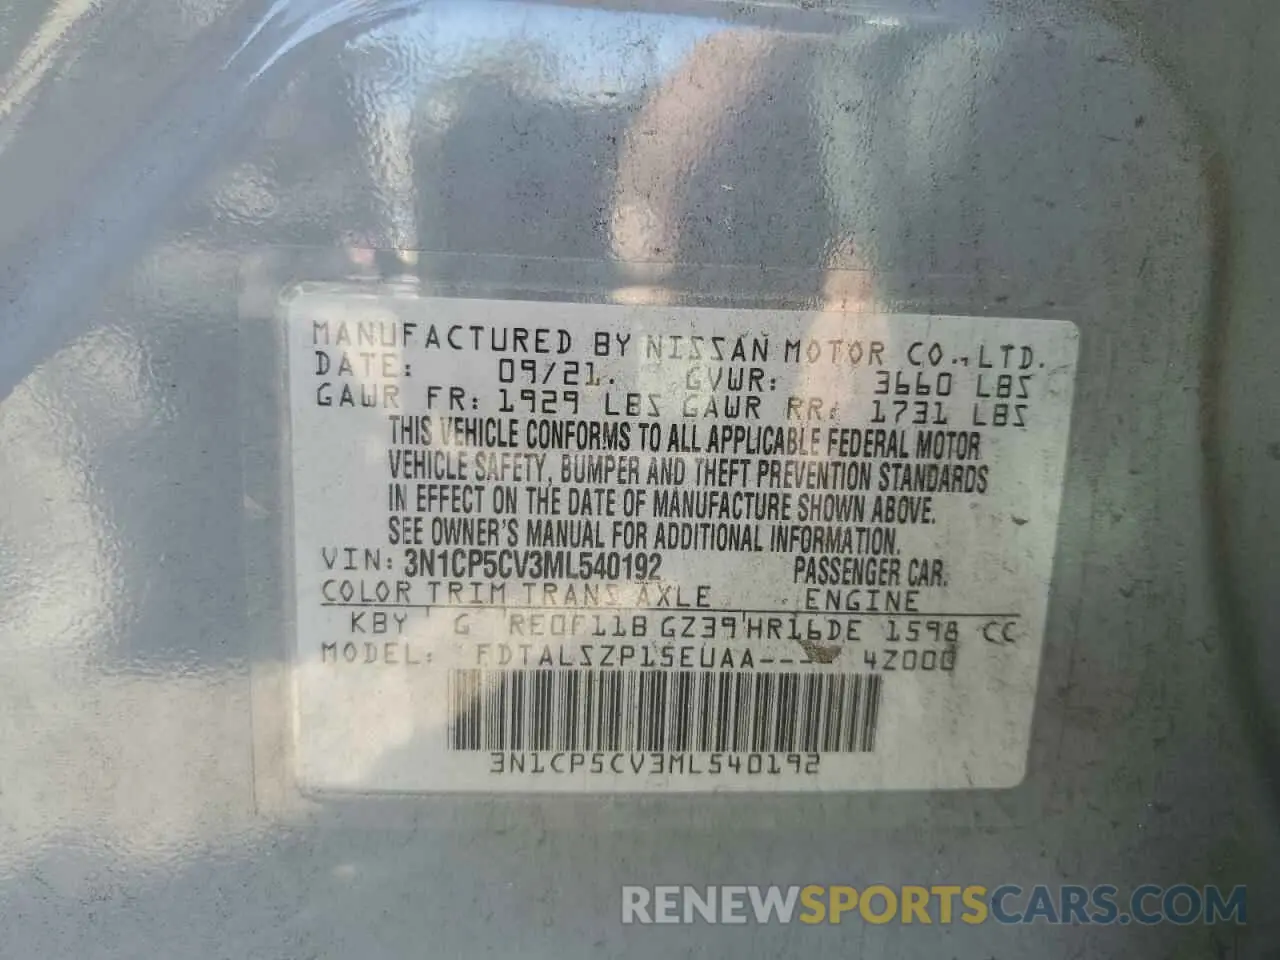 MANUFACTURED BY NISSAN MOTOR CO., LTD.
DATE: 09/21. GVWR: 3660 LBS
GAWR FR: 1929 LBS GAWR RR: 1731 LBS
THIS VEHICLE CONFORMS TO ALL APPLICABLE FEDERAL MOTOR
VEHICLE SAFETY, BUMPER AND THEFT PREVENTION STANDARDS
IN EFFECT ON THE DATE OF MANUFACTURE SHOWN ABOVE.
SEE OWNER'S MANUAL FOR ADDITIONAL INFORMATION.
VIN: 3N1CP5CV3ML540192 PASSENGER CAR.
COLOR TRIM TRANS AXLE ENGINE
KBY G RE0F11B GZ39 HR16DE 1598 CC
MODEL: FDTALSZP15EUAA---- 4Z000
3N1CP5CV3ML540192
RENEWSPORTSCARS.COM